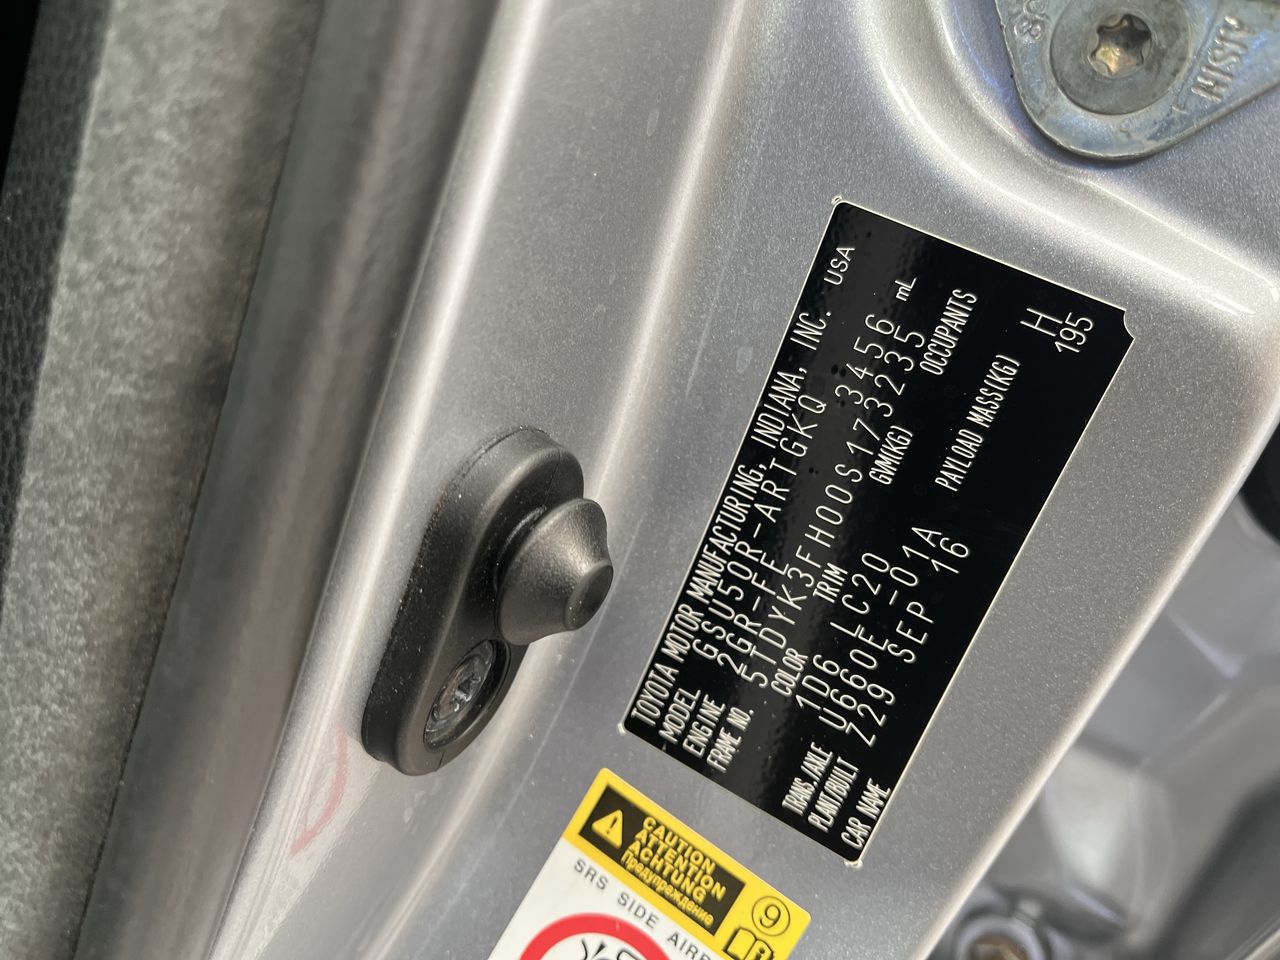 TOYOTA MOTOR MANUFACTURING, INDIANA, INC. USA
MODEL GSU50R-ARTGKQ
ENGINE 2GR-FE 3456 mL
FRAME NO. 5TDYK3FH00S173235
COLOR TRIM GVM(KG) OCCUPANTS
1D6 LC20
TRANS./AXLE U660E -01A PAYLOAD MASS(KG)
PLANT/BUILT Z29 SEP 16
CAR NAME
H
195
AISIN
CAUTION
ATTENTION
ACHTUNG
Предупреждение
9
SRS SIDE AIRB